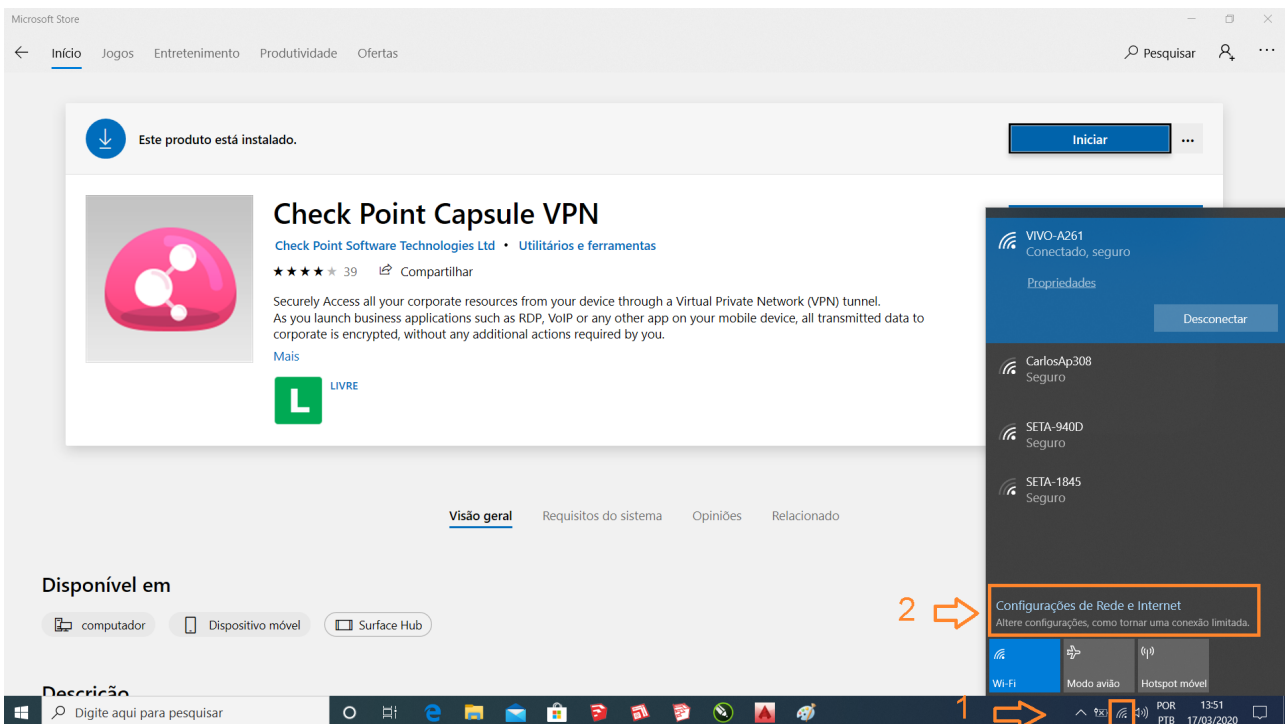 Microsoft Store
Início Jogos Entretenimento Produtividade Ofertas Pesquisar
Este produto está instalado.
Iniciar
Check Point Capsule VPN
Check Point Software Technologies Ltd • Utilitários e ferramentas
39 Compartilhar
Securely Access all your corporate resources from your device through a Virtual Private Network (VPN) tunnel.
As you launch business applications such as RDP, VoIP or any other app on your mobile device, all transmitted data to
corporate is encrypted, without any additional actions required by you.
Mais
L LIVRE
Visão geral Requisitos do sistema Opiniões Relacionado
Disponível em
computador Dispositivo móvel Surface Hub
Descrição
VIVO-A261
Conectado, seguro
Propriedades
Desconectar
CarlosAp308
Seguro
SETA-940D
Seguro
SETA-1845
Seguro
2
Configurações de Rede e Internet
Altere configurações, como tornar uma conexão limitada.
Wi-Fi Modo avião Hotspot móvel
1
Digite aqui para pesquisar
POR 13:51
PTB 17/03/2020